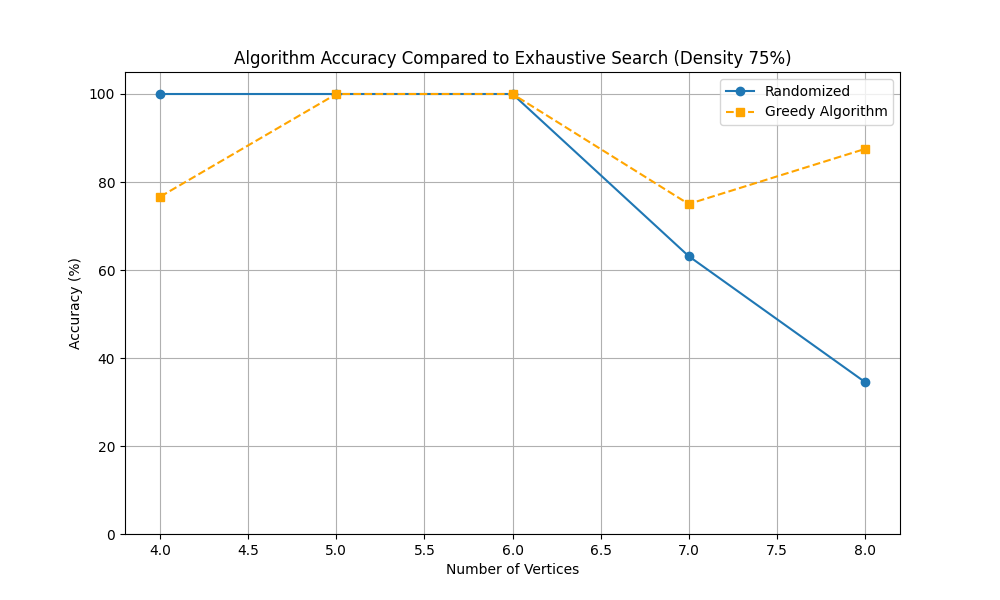 Algorithm Accuracy Compared to Exhaustive Search (Density 75%)
Randomized
Greedy Algorithm
Accuracy (%)
100
80
60
40
20
0
4.0 4.5 5.0 5.5 6.0 6.5 7.0 7.5 8.0
Number of Vertices